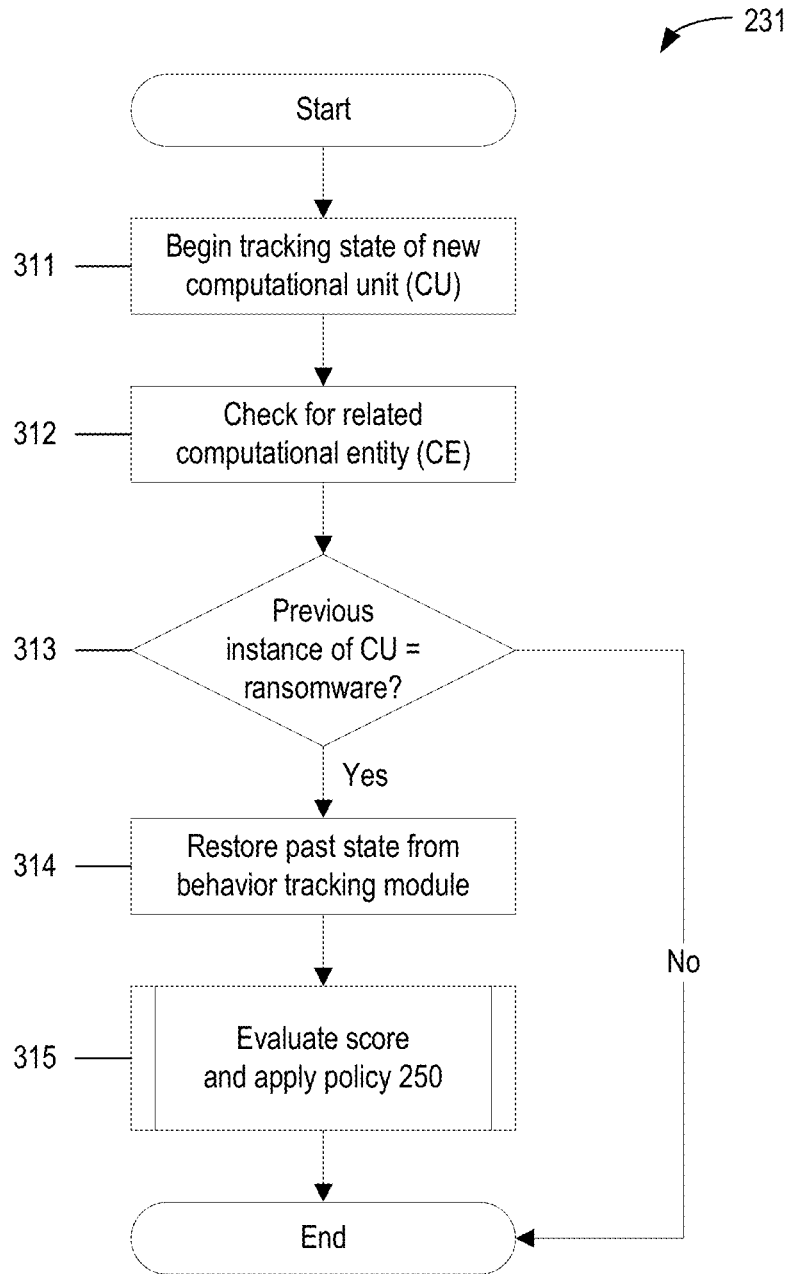 231
Start
311
Begin tracking state of new
computational unit (CU)
312
Check for related
computational entity (CE)
313
Previous
instance of CU =
ransomware?
Yes
314
Restore past state from
behavior tracking module
No
315
Evaluate score
and apply policy 250
End